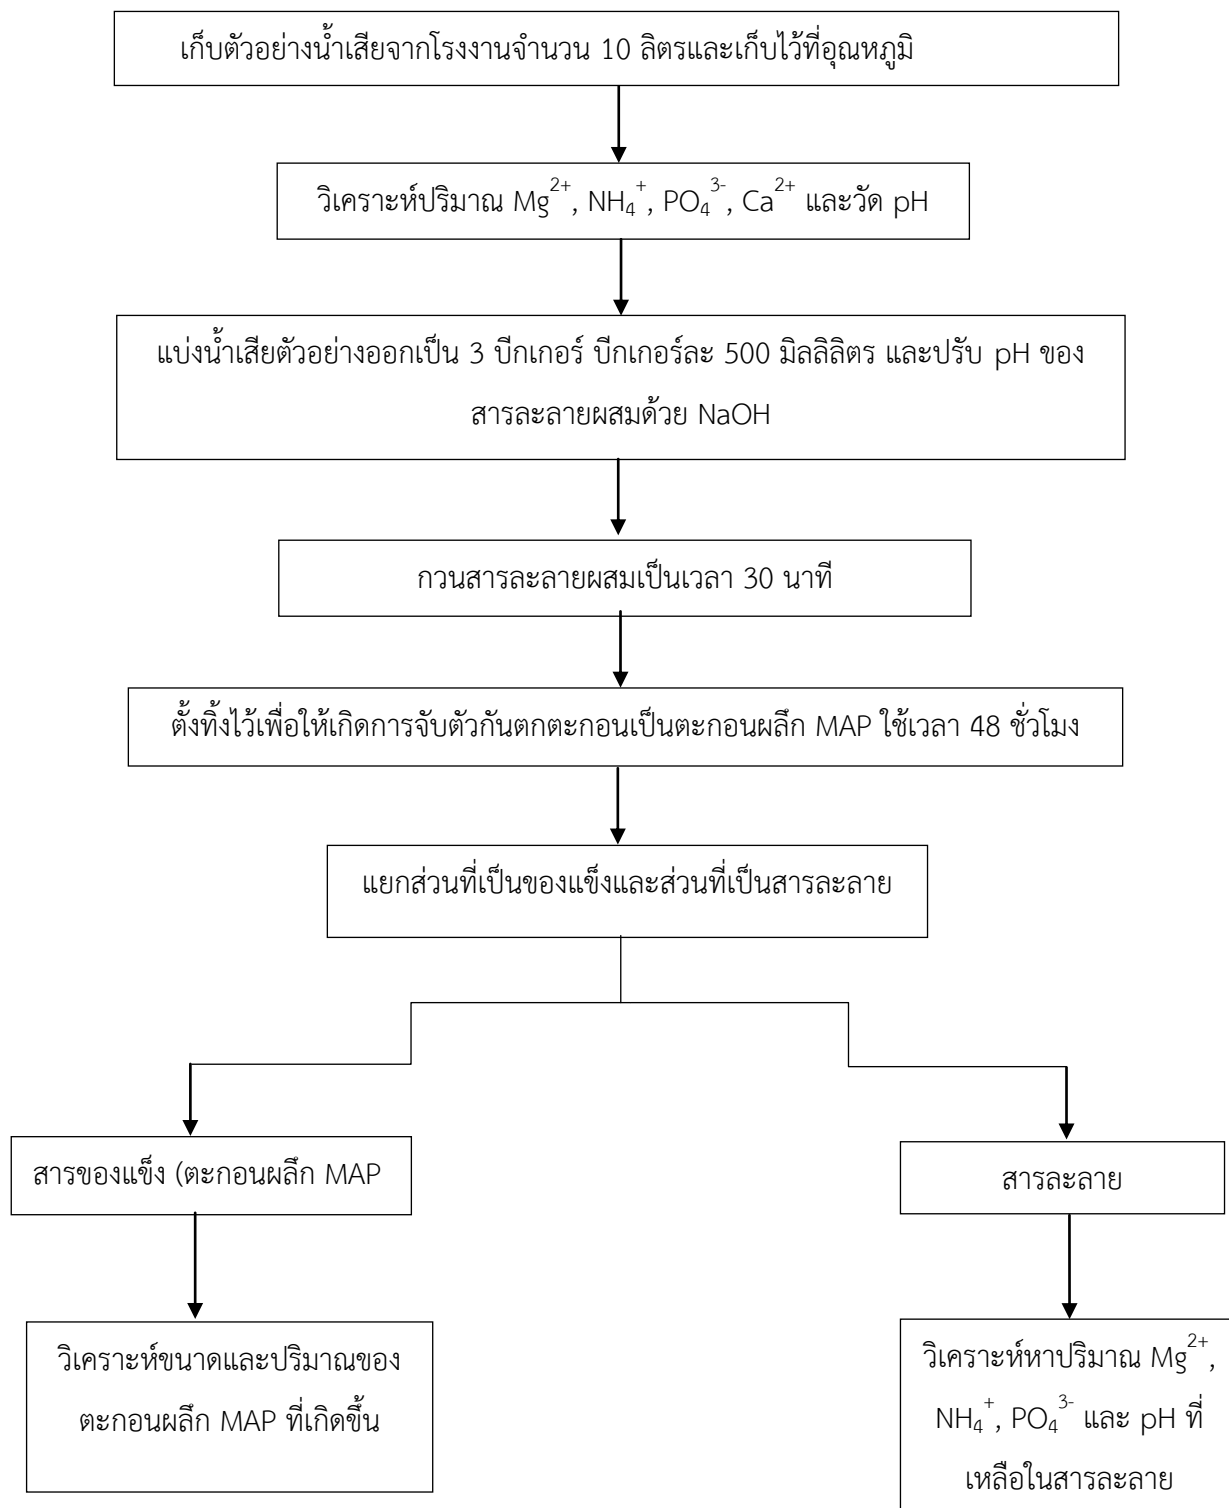 เก็บตัวอย่างน้ำเสียจากโรงงานจำนวน 10 ลิตรและเก็บไว้ที่อุณหภูมิ
วิเคราะห์ปริมาณ Mg²⁺, NH₄⁺, PO₄³⁻, Ca²⁺ และวัด pH
แบ่งน้ำเสียตัวอย่างออกเป็น 3 บีกเกอร์ บีกเกอร์ละ 500 มิลลิลิตร และปรับ pH ของ
สารละลายผสมด้วย NaOH
กวนสารละลายผสมเป็นเวลา 30 นาที
ตั้งทิ้งไว้เพื่อให้เกิดการจับตัวกันตกตะกอนเป็นตะกอนผลึก MAP ใช้เวลา 48 ชั่วโมง
แยกส่วนที่เป็นของแข็งและส่วนที่เป็นสารละลาย
สารของแข็ง (ตะกอนผลึก MAP
สารละลาย
วิเคราะห์ขนาดและปริมาณของ
ตะกอนผลึก MAP ที่เกิดขึ้น
วิเคราะห์หาปริมาณ Mg²⁺,
NH₄⁺, PO₄³⁻ และ pH ที่
เหลือในสารละลาย